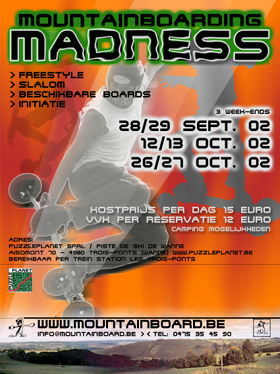 MOUNTAINBOARDING
MADNESS
> FREESTYLE
> SLALOM
> BESCHIKBARE BOARDS
> INITIATIE
3 WEEK-ENDS
28/29 SEPT. 02
12/13 OCT. 02
26/27 OCT. 02
KOSTPRIJS PER DAG 15 EURO
VVK PER RESERVATIE 12 EURO
CAMPING MOGELIJKHEDEN
ADRES:
PUZZLEPLANET SPRL / PISTE DE SKI DE WANNE
AISOMONT 70 - 4980 TROIS-PONTS (WANNE) WWW.PUZZLEPLANET.BE
BEREIKBAAR PER TREIN STATION LES TROIS-PONTS
PLANET
WWW.MOUNTAINBOARD.BE
INFO@MOUNTAINBOARD.BE > < TEL: 0475 35 45 90